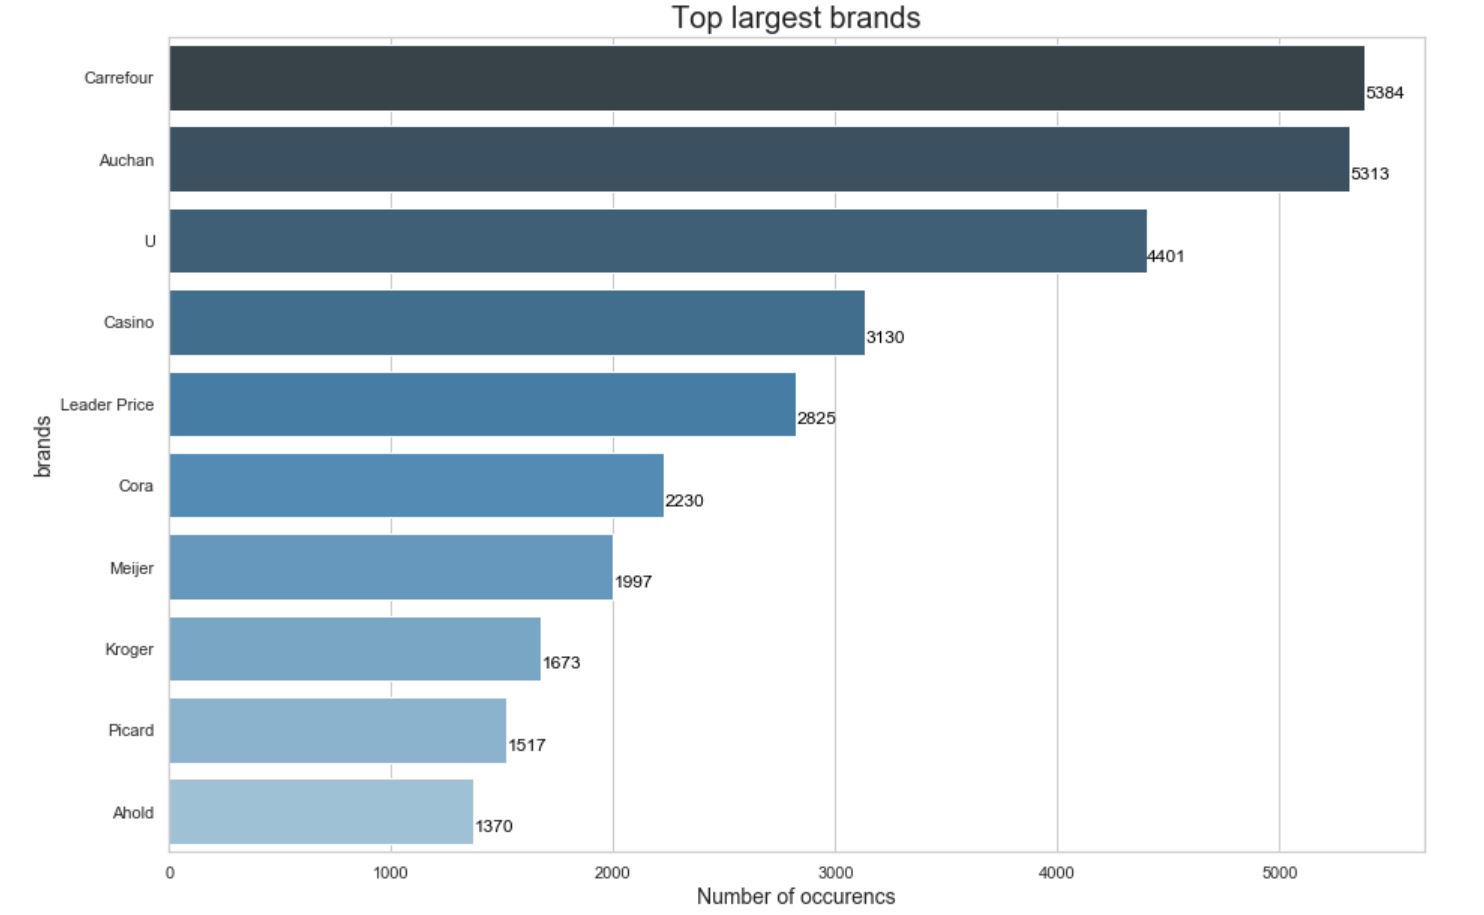 Top largest brands
Carrefour
5384
Auchan
5313
U
4401
Casino
3130
Leader Price
2825
Cora
2230
Meijer
1997
Kroger
1673
Picard
1517
Ahold
1370
brands
0 1000 2000 3000 4000 5000
Number of occurencs